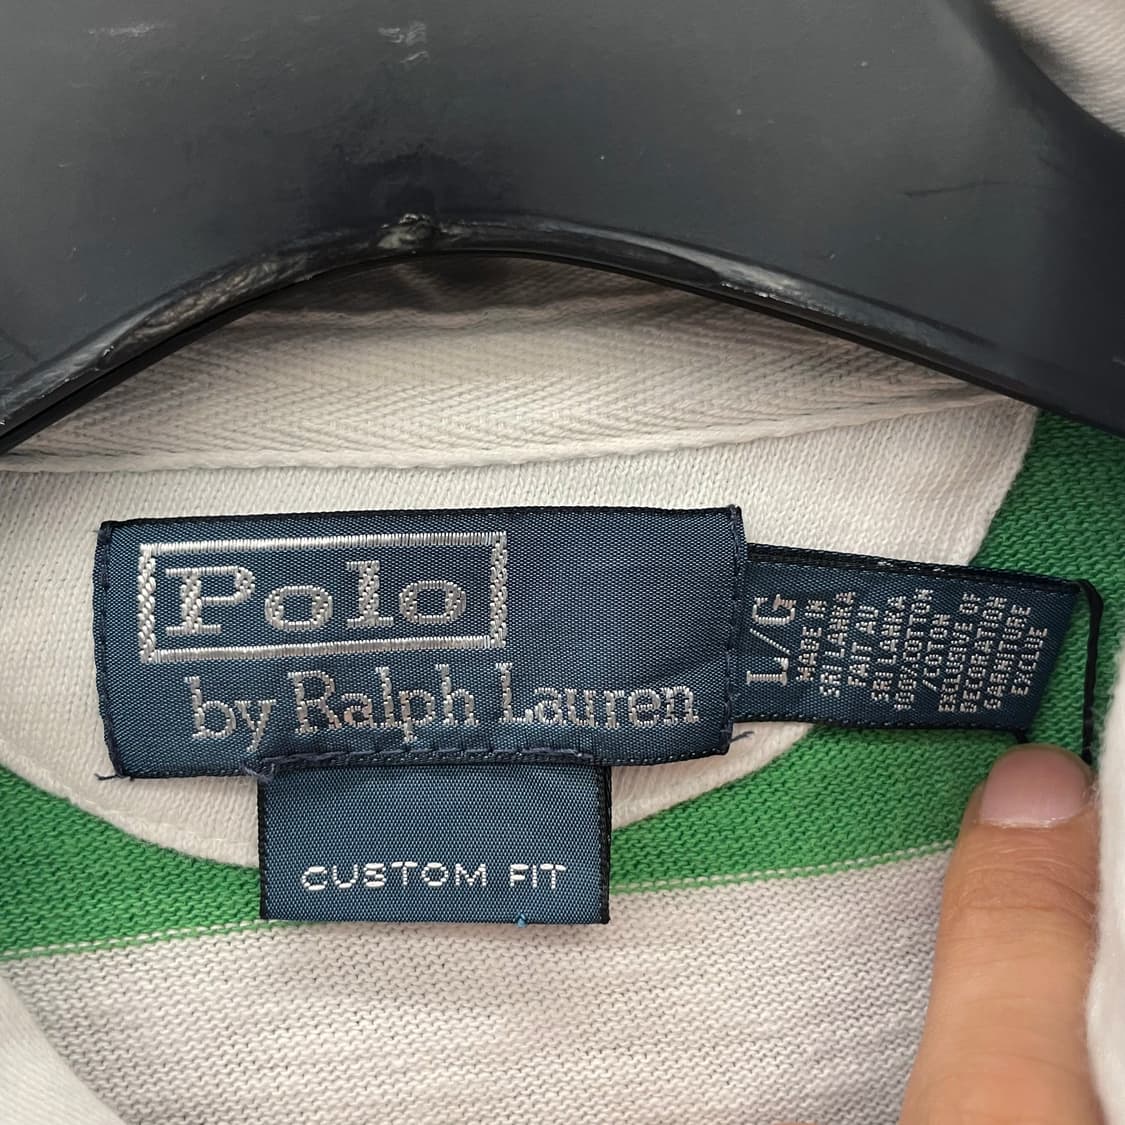 Polo
by Ralph Lauren
CUSTOM FIT
L/G
MADE IN
SRI LANKA
FAIT AU
SRI LANKA
100% COTTON
/COTON
EXCLUSIVE OF
DECORATION
GARNITURE
EXCLUE